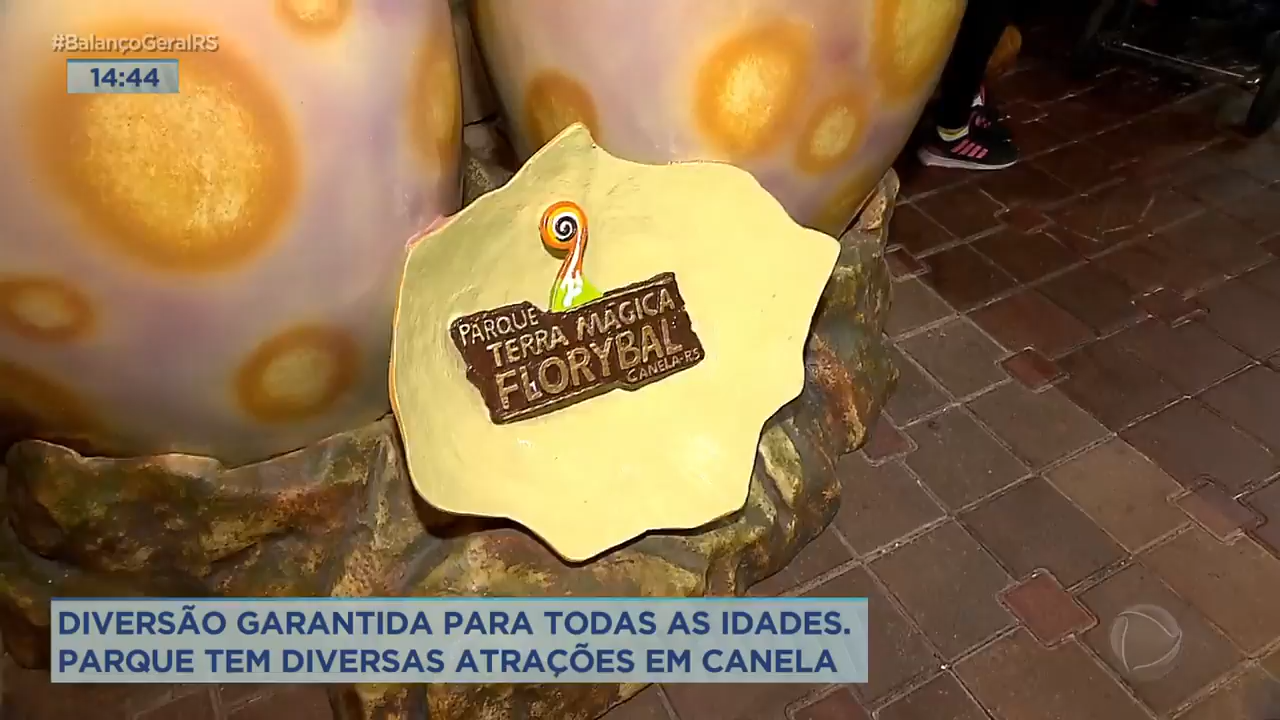 #BalançoGeralRS
14:44
PARQUE
TERRA MÁGICA
FLORYBAL
CANELA-RS
DIVERSÃO GARANTIDA PARA TODAS AS IDADES.
PARQUE TEM DIVERSAS ATRAÇÕES EM CANELA